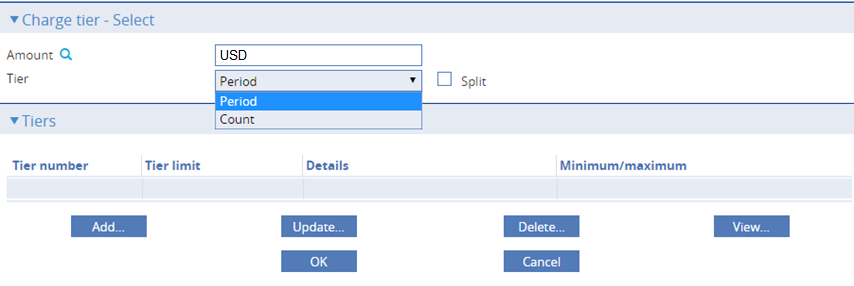 Charge tier - Select
Amount USD
Tier Period Split
Period
Count
Tiers
Tier number Tier limit Details Minimum/maximum
Add... Update... Delete... View...
OK Cancel